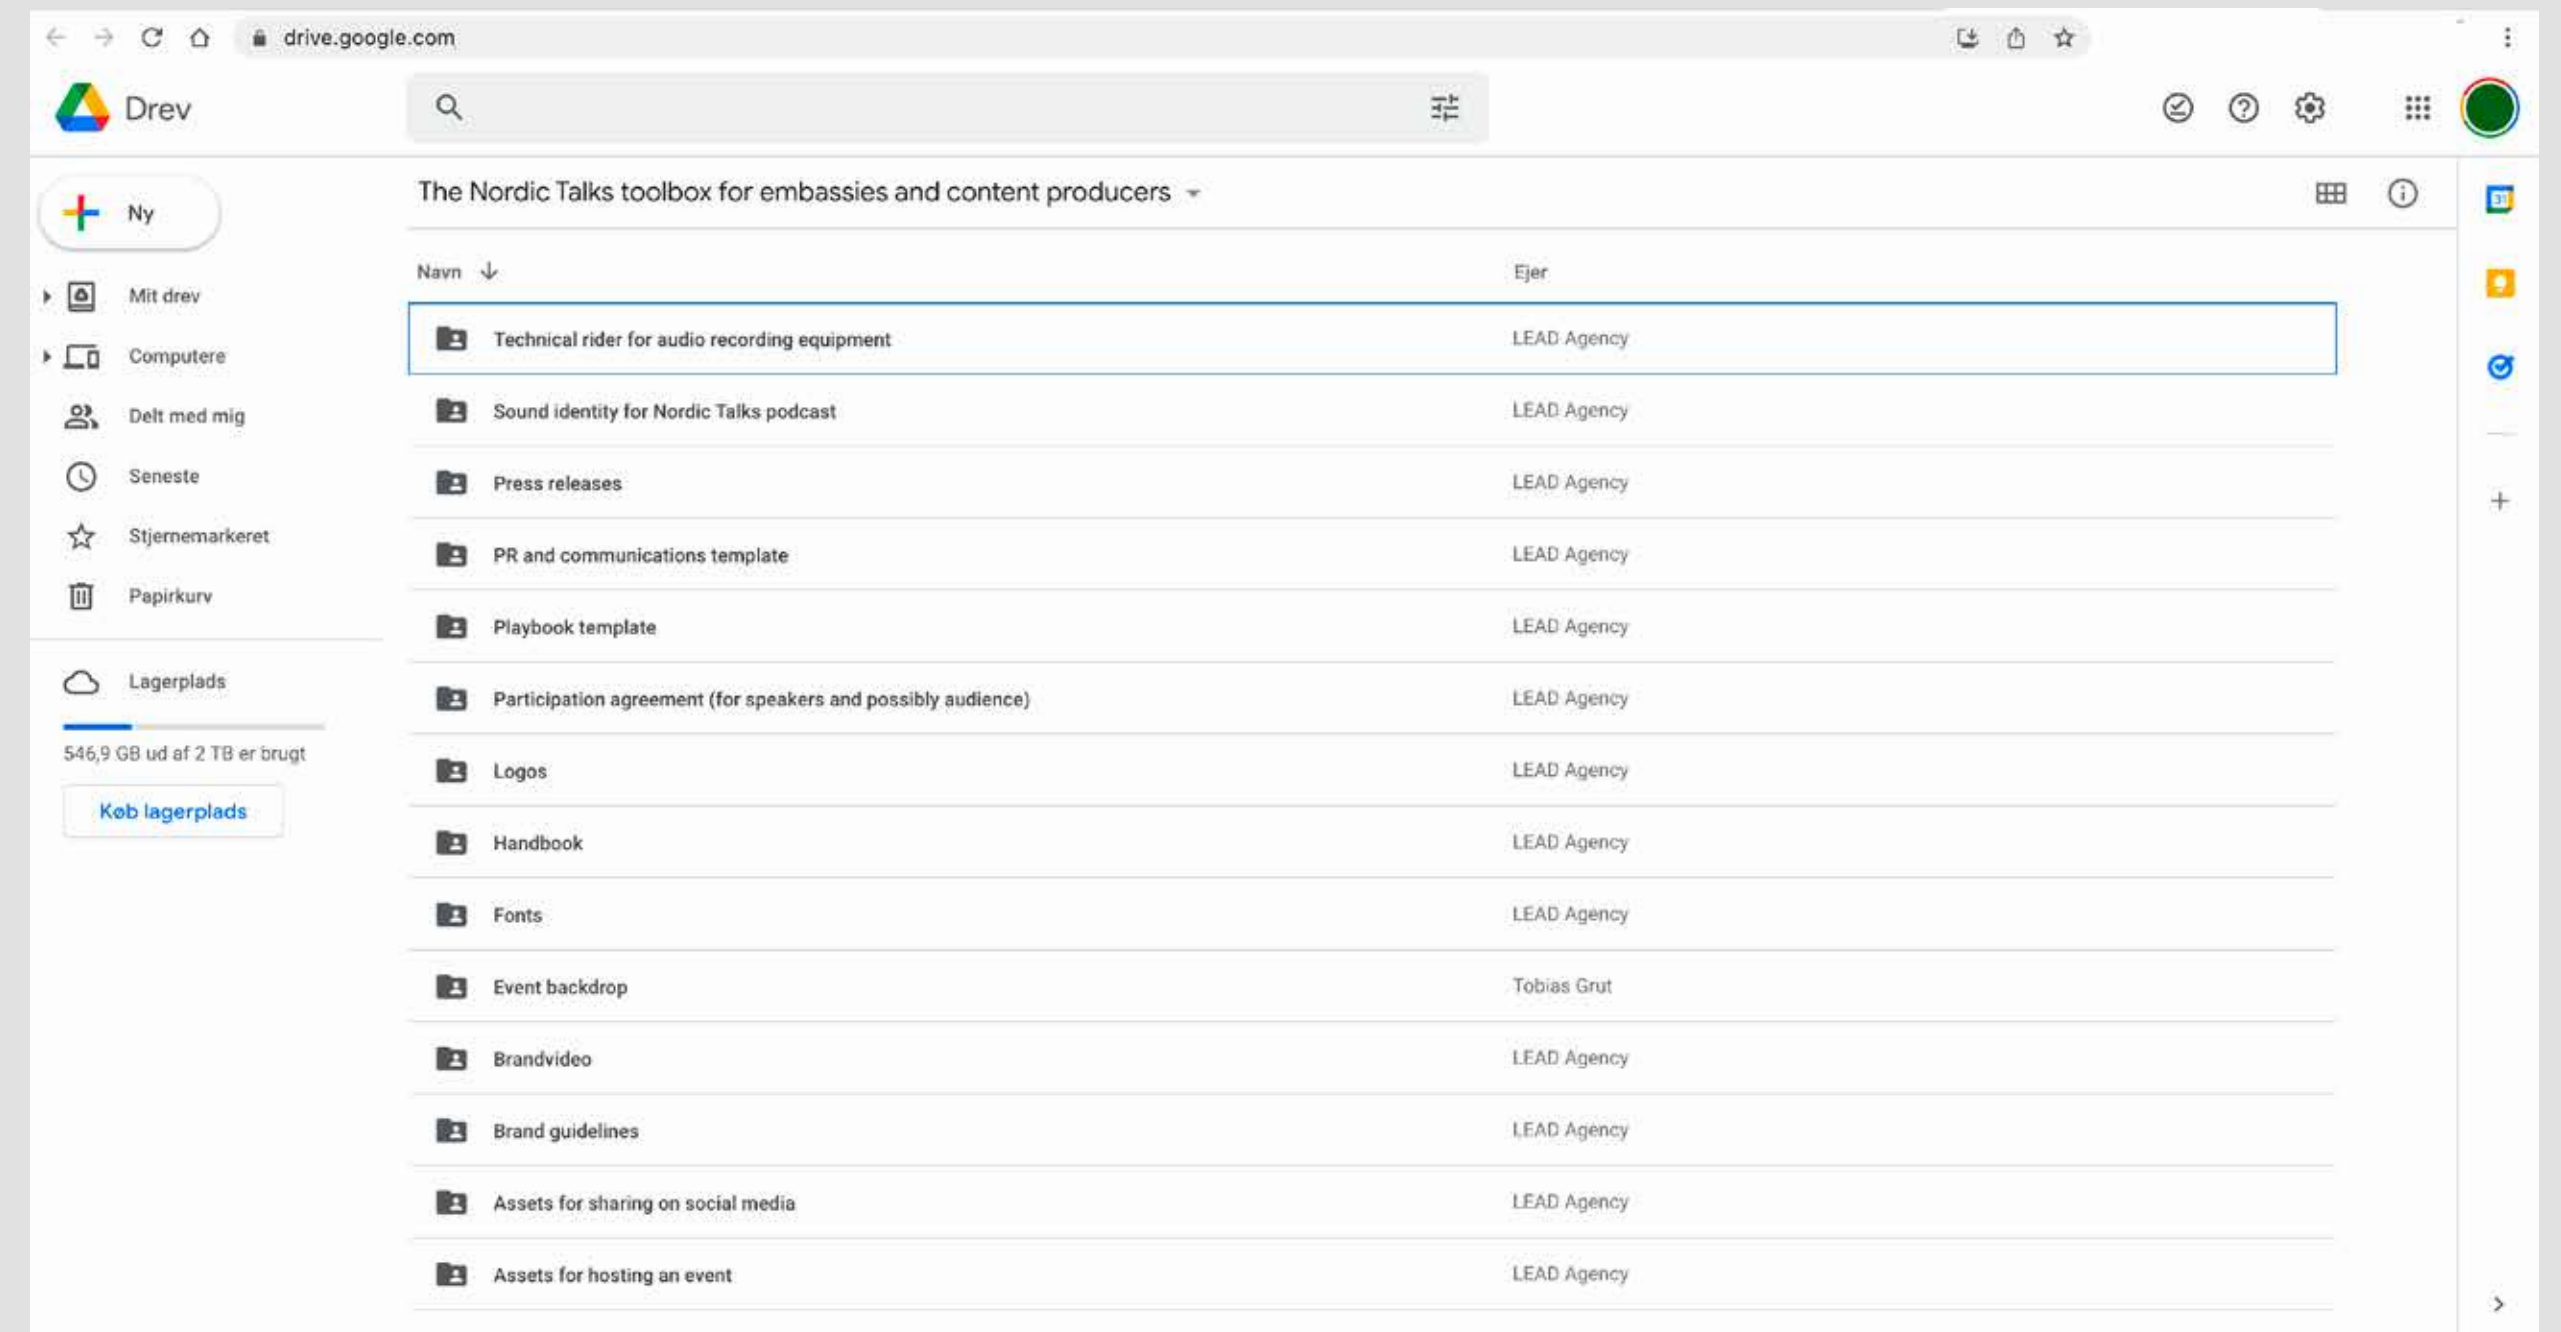 drive.google.com
Drev
Ny
Mit drev
Computere
Delt med mig
Seneste
Stjernemarkeret
Papirkurv
Lagerplads
546,9 GB ud af 2 TB er brugt
Køb lagerplads
The Nordic Talks toolbox for embassies and content producers
Navn Ejer
Technical rider for audio recording equipment LEAD Agency
Sound identity for Nordic Talks podcast LEAD Agency
Press releases LEAD Agency
PR and communications template LEAD Agency
Playbook template LEAD Agency
Participation agreement (for speakers and possibly audience) LEAD Agency
Logos LEAD Agency
Handbook LEAD Agency
Fonts LEAD Agency
Event backdrop Tobias Grut
Brandvideo LEAD Agency
Brand guidelines LEAD Agency
Assets for sharing on social media LEAD Agency
Assets for hosting an event LEAD Agency
31